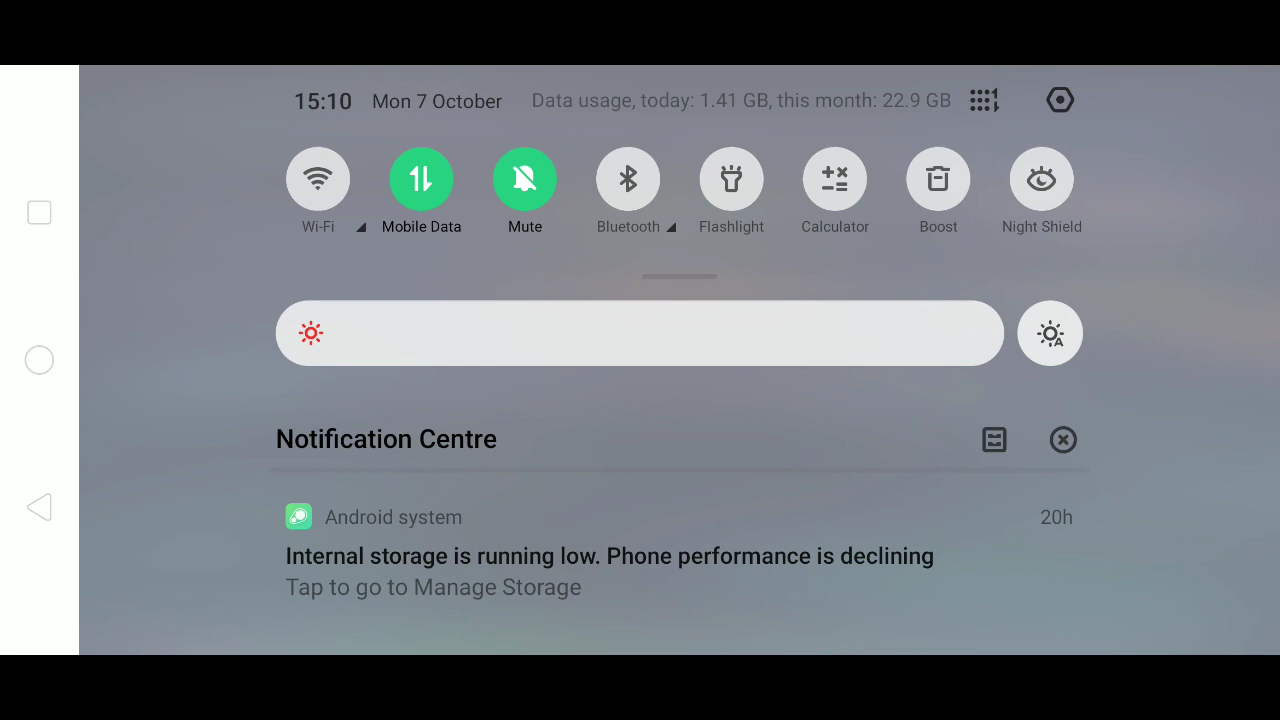 15:10 Mon 7 October Data usage, today: 1.41 GB, this month: 22.9 GB
Wi-Fi Mobile Data Mute Bluetooth Flashlight Calculator Boost Night Shield
Notification Centre
Android system 20h
Internal storage is running low. Phone performance is declining
Tap to go to Manage Storage